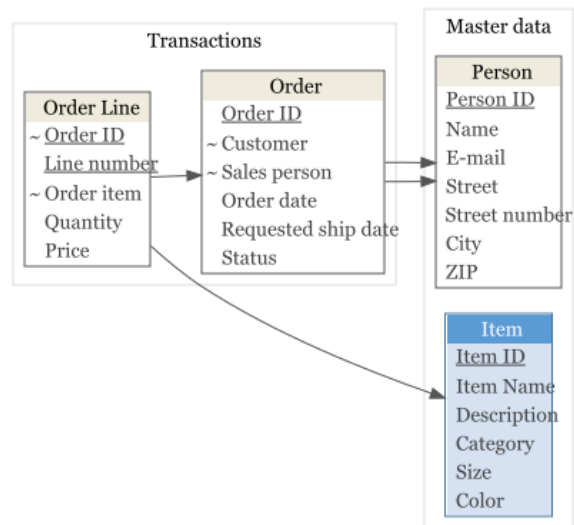 Transactions
Order Line
~ Order ID
Line number
~ Order item
Quantity
Price
Order
Order ID
~ Customer
~ Sales person
Order date
Requested ship date
Status
Master data
Person
Person ID
Name
E-mail
Street
Street number
City
ZIP
Item
Item ID
Item Name
Description
Category
Size
Color